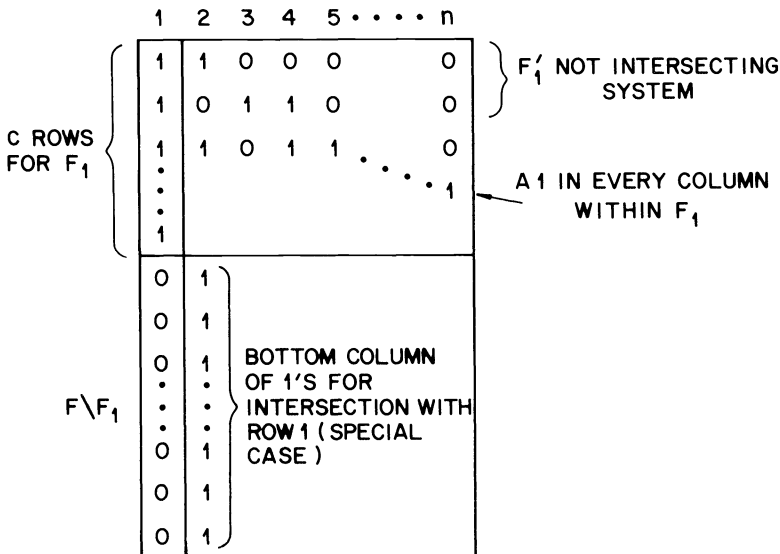 1 2 3 4 5 · · · · n
1 1 0 0 0 0
1 0 1 1 0 0
1 1 0 1 1 · · · · 0
· 1
·
·
1
C ROWS
FOR F₁
F₁′ NOT INTERSECTING
SYSTEM
A 1 IN EVERY COLUMN
WITHIN F₁
0 1
0 1
0 1
· ·
· ·
· ·
0 1
0 1
0 1
F\F₁
BOTTOM COLUMN
OF 1'S FOR
INTERSECTION WITH
ROW 1 (SPECIAL
CASE)